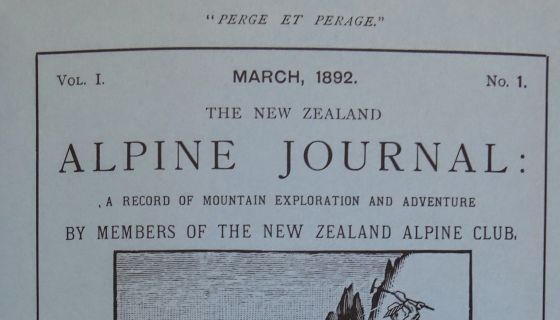 "PERGE ET PERAGE."
VOL. I. MARCH, 1892. No. 1.
THE NEW ZEALAND
ALPINE JOURNAL:
A RECORD OF MOUNTAIN EXPLORATION AND ADVENTURE
BY MEMBERS OF THE NEW ZEALAND ALPINE CLUB.